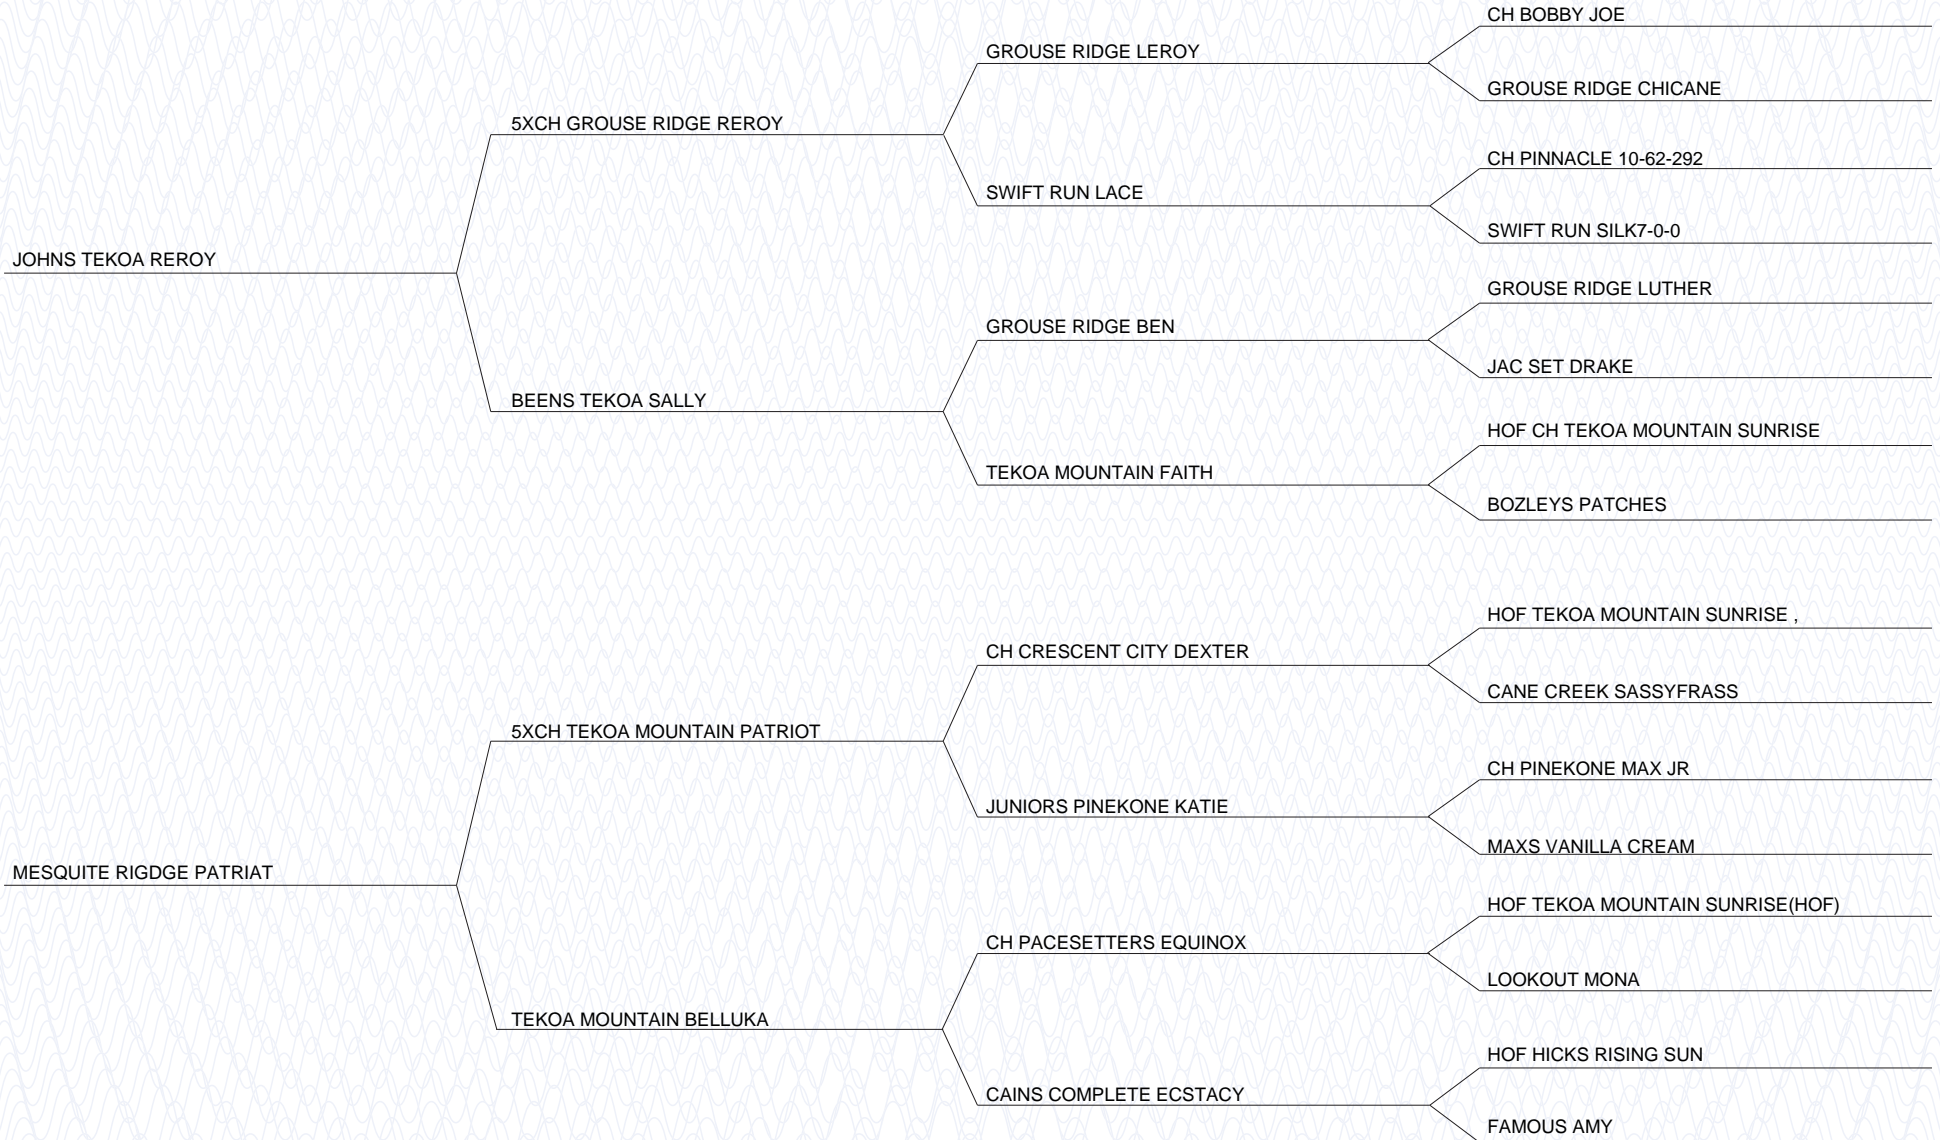 CH BOBBY JOE
GROUSE RIDGE LEROY
GROUSE RIDGE CHICANE
5XCH GROUSE RIDGE REROY
CH PINNACLE 10-62-292
SWIFT RUN LACE
SWIFT RUN SILK7-0-0
JOHNS TEKOA REROY
GROUSE RIDGE LUTHER
GROUSE RIDGE BEN
JAC SET DRAKE
BEENS TEKOA SALLY
HOF CH TEKOA MOUNTAIN SUNRISE
TEKOA MOUNTAIN FAITH
BOZLEYS PATCHES
HOF TEKOA MOUNTAIN SUNRISE ,
CH CRESCENT CITY DEXTER
CANE CREEK SASSYFRASS
5XCH TEKOA MOUNTAIN PATRIOT
CH PINEKONE MAX JR
JUNIORS PINEKONE KATIE
MAXS VANILLA CREAM
MESQUITE RIGDGE PATRIAT
HOF TEKOA MOUNTAIN SUNRISE(HOF)
CH PACESETTERS EQUINOX
LOOKOUT MONA
TEKOA MOUNTAIN BELLUKA
HOF HICKS RISING SUN
CAINS COMPLETE ECSTACY
FAMOUS AMY